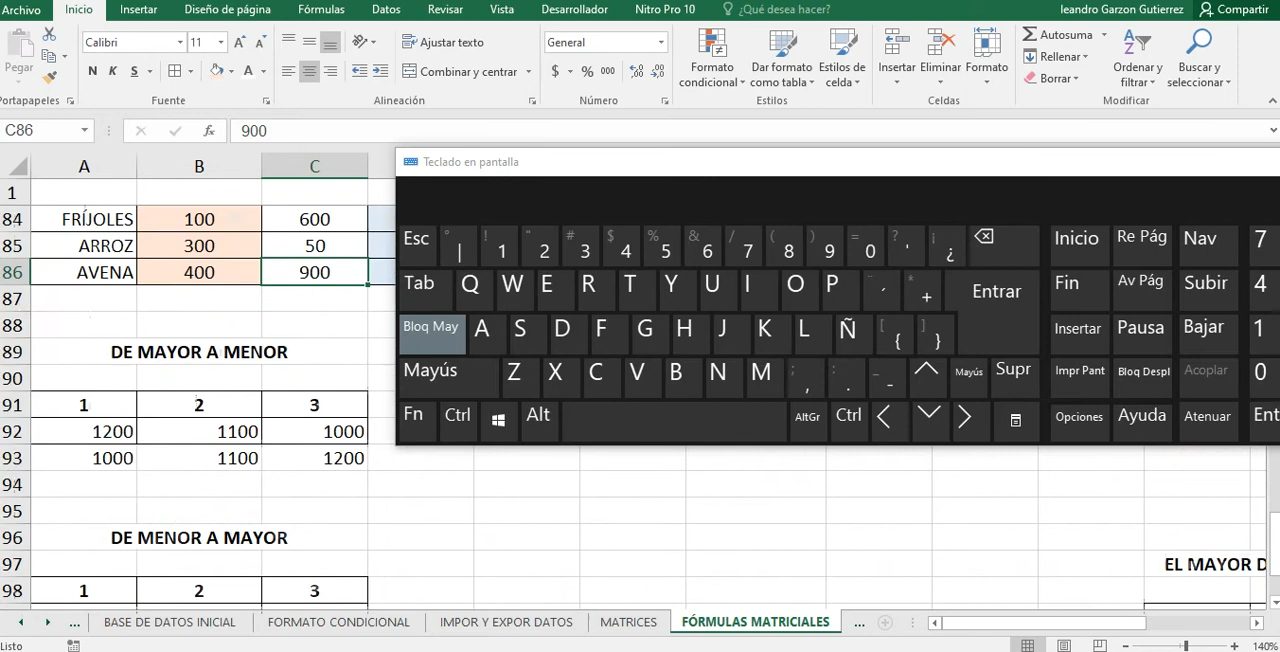 Archivo Inicio Insertar Diseño de página Fórmulas Datos Revisar Vista Desarrollador Nitro Pro 10 ¿Qué desea hacer? leandro Garzon Gutierrez Compartir
Pegar Calibri 11 Ajustar texto General Autosuma
N K S Combinar y centrar $ % 000 Formato condicional Dar formato como tabla Estilos de celda Insertar Eliminar Formato Rellenar Borrar Ordenar y filtrar Buscar y seleccionar
Portapapeles Fuente Alineación Número Estilos Celdas Modificar
C86 fx 900
A B C
1
84 FRÍJOLES 100 600
85 ARROZ 300 50
86 AVENA 400 900
87
88
89 DE MAYOR A MENOR
90
91 1 2 3
92 1200 1100 1000
93 1000 1100 1200
94
95
96 DE MENOR A MAYOR
97 EL MAYOR D
98 1 2 3
Teclado en pantalla
Esc ° | ! 1 " 2 # 3 $ 4 % 5 & 6 / 7 ( 8 ) 9 = 0 ? ' ¡ ¿ Inicio Re Pág Nav 7
Tab Q W E R T Y U I O P ¨ ´ * + Entrar Fin Av Pág Subir 4
Bloq May A S D F G H J K L Ñ [ { ] } Insertar Pausa Bajar 1
Mayús Z X C V B N M ; , : . _ - Mayús Supr Impr Pant Bloq Despl Acoplar 0
Fn Ctrl Alt AltGr Ctrl Opciones Ayuda Atenuar Ent
... BASE DE DATOS INICIAL FORMATO CONDICIONAL IMPOR Y EXPOR DATOS MATRICES FÓRMULAS MATRICIALES ...
Listo 140%